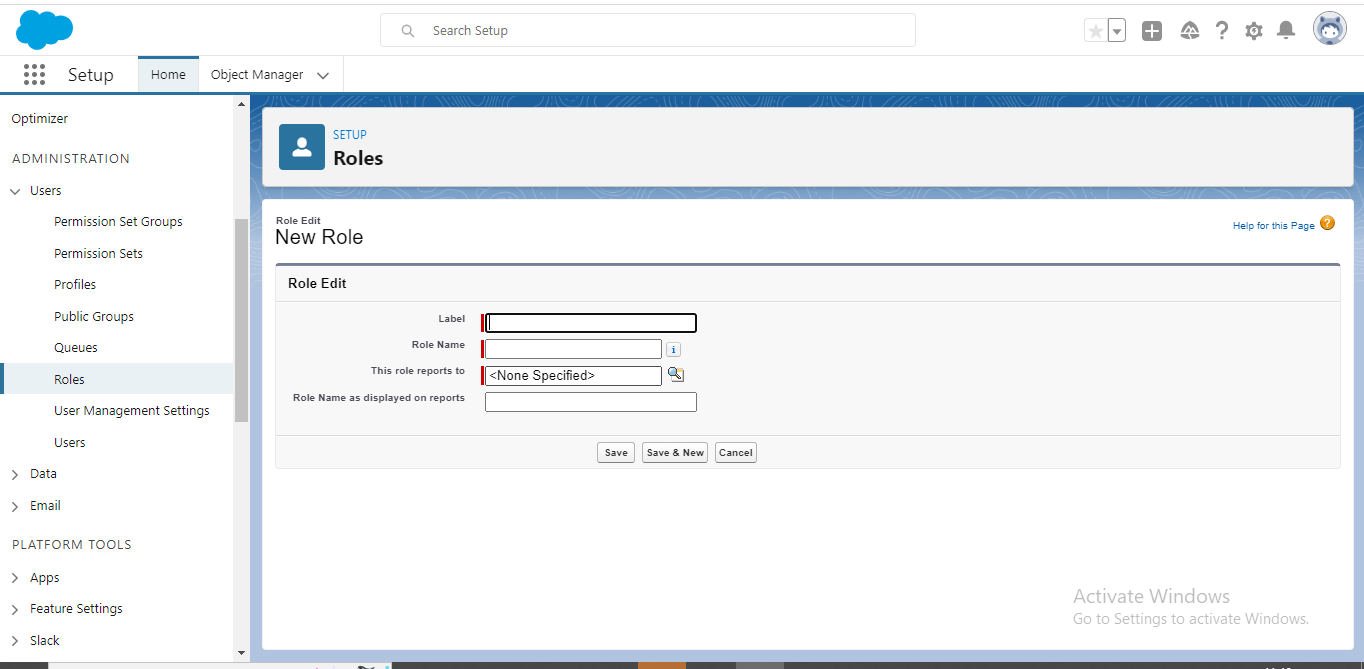 Search Setup
Setup
Home
Object Manager
Optimizer
ADMINISTRATION
Users
Permission Set Groups
Permission Sets
Profiles
Public Groups
Queues
Roles
User Management Settings
Users
Data
Email
PLATFORM TOOLS
Apps
Feature Settings
Slack
SETUP
Roles
Role Edit
New Role
Help for this Page ?
Role Edit
Label
Role Name i
This role reports to <None Specified>
Role Name as displayed on reports
Save Save & New Cancel
Activate Windows
Go to Settings to activate Windows.